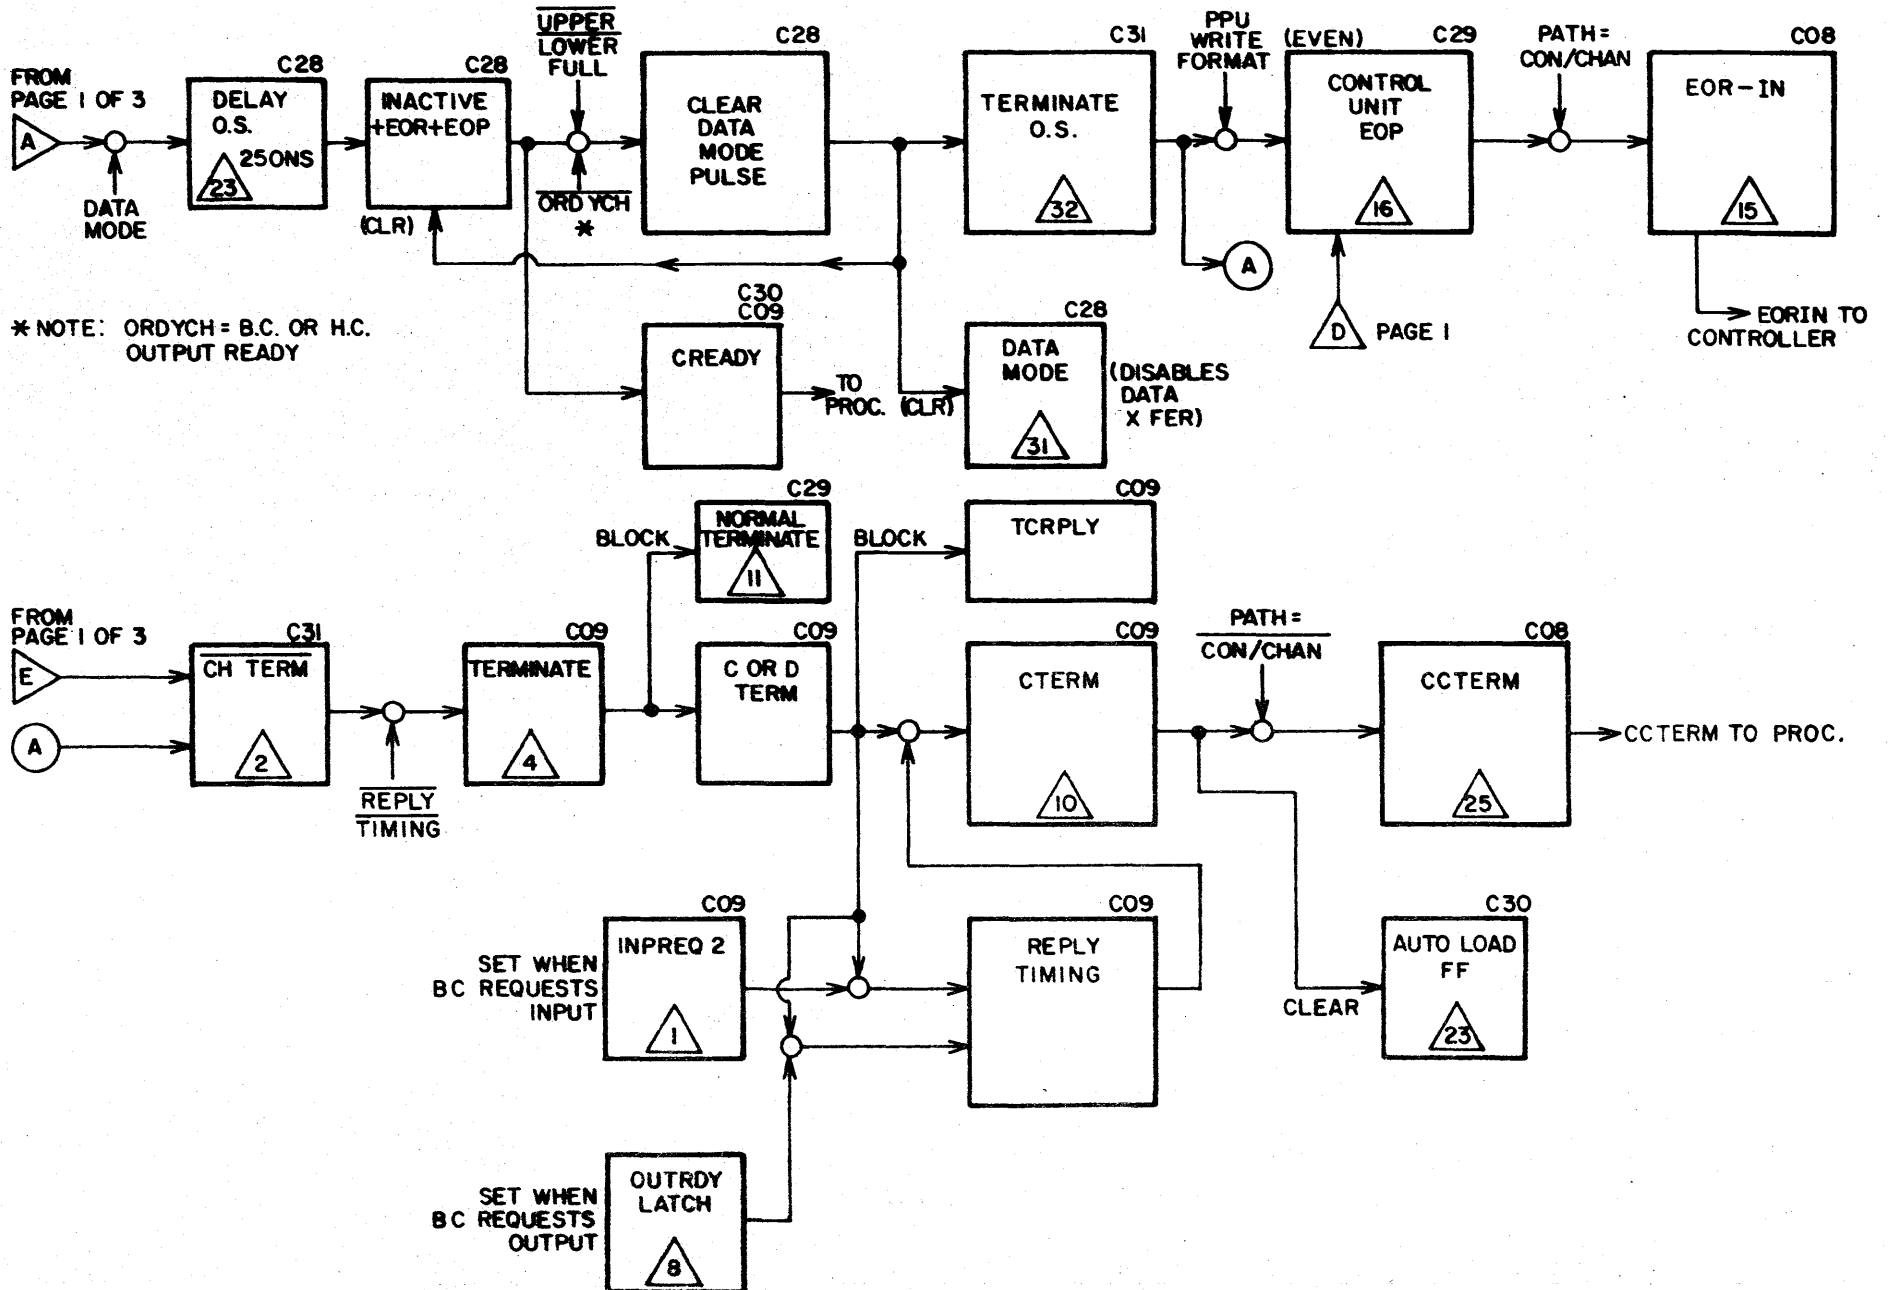 FROM
PAGE 1 OF 3
A
DATA
MODE
C28
DELAY
O.S.
250NS
23
C28
INACTIVE
+EOR+EOP
(CLR)
UPPER
LOWER
FULL
ORDYCH
*
C28
CLEAR
DATA
MODE
PULSE
C31
TERMINATE
O.S.
32
A
PPU
WRITE
FORMAT
(EVEN)
C29
CONTROL
UNIT
EOP
16
D
PAGE 1
PATH=
CON/CHAN
C08
EOR-IN
15
EORIN TO
CONTROLLER
* NOTE: ORDYCH = B.C. OR H.C.
OUTPUT READY
C30
C09
CREADY
TO
PROC.
(CLR)
C28
DATA
MODE
31
(DISABLES
DATA
X FER)
BLOCK
C29
NORMAL
TERMINATE
11
BLOCK
C09
TCRPLY
FROM
PAGE 1 OF 3
E
A
C31
CH TERM
2
REPLY
TIMING
C09
TERMINATE
4
C09
C OR D
TERM
C09
CTERM
10
PATH=
CON/CHAN
C08
CCTERM
25
CCTERM TO PROC.
SET WHEN
BC REQUESTS
INPUT
C09
INPREQ 2
1
C09
REPLY
TIMING
CLEAR
C30
AUTO LOAD
FF
23
SET WHEN
BC REQUESTS
OUTPUT
OUTRDY
LATCH
8